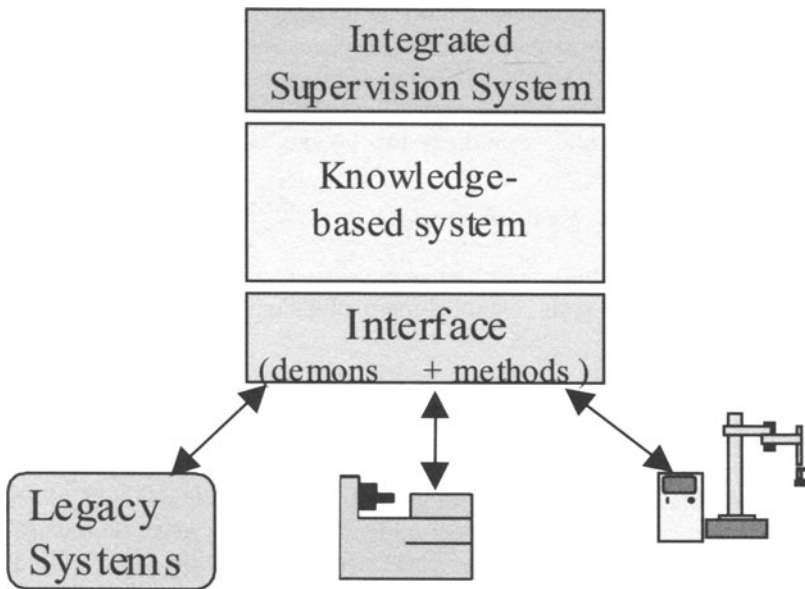 Integrated
Supervision System
Knowledge-
based system
Interface
(demons + methods)
Legacy
Systems